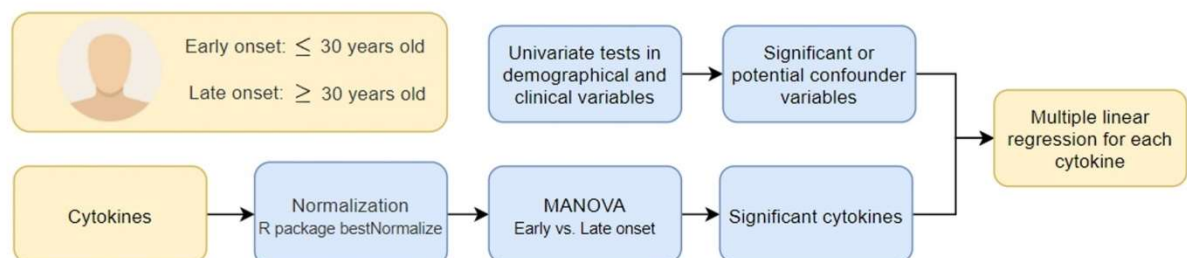 Early onset: ≤ 30 years old
Late onset: ≥ 30 years old
Univariate tests in
demographical and
clinical variables
Significant or
potential confounder
variables
Multiple linear
regression for each
cytokine
Cytokines
Normalization
R package bestNormalize
MANOVA
Early vs. Late onset
Significant cytokines